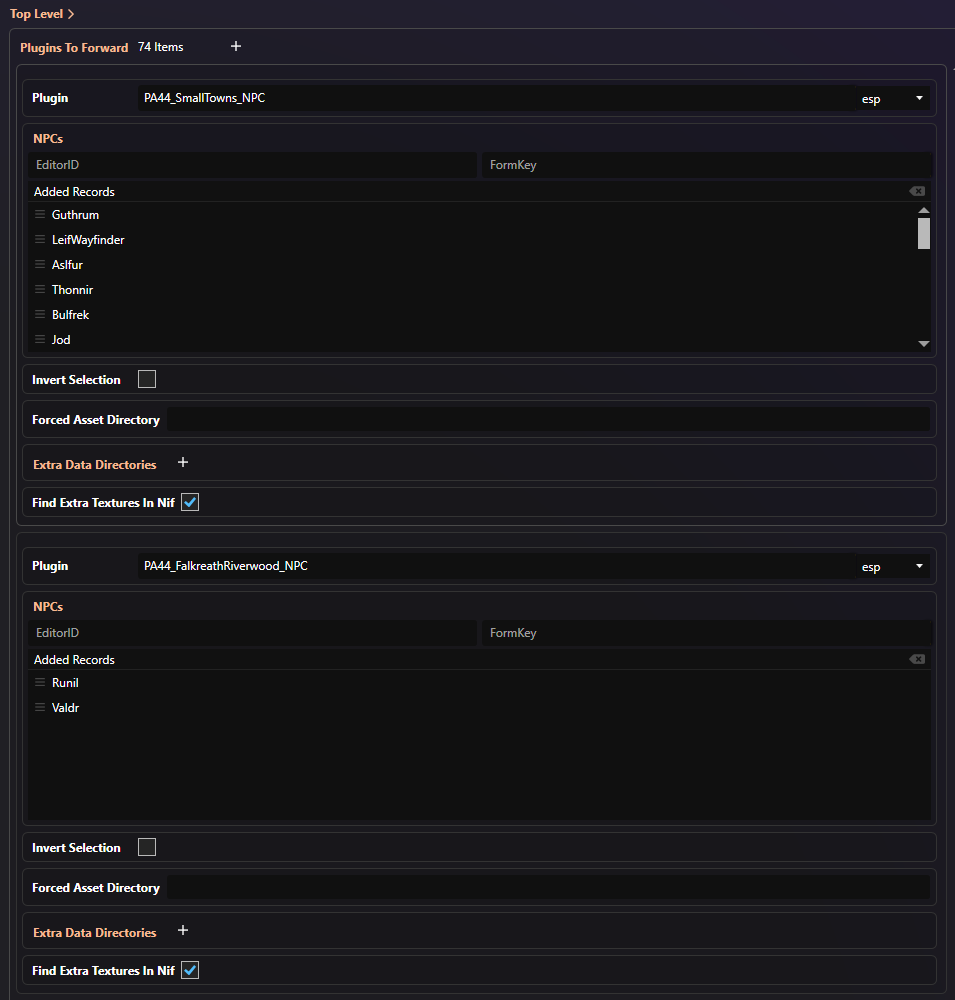 Top Level >
Plugins To Forward 74 Items +
Plugin PA44_SmallTowns_NPC esp
NPCs
EditorID FormKey
Added Records
Guthrum
LeifWayfinder
Aslfur
Thonnir
Bulfrek
Jod
Invert Selection
Forced Asset Directory
Extra Data Directories +
Find Extra Textures In Nif
Plugin PA44_FalkreathRiverwood_NPC esp
NPCs
EditorID FormKey
Added Records
Runil
Valdr
Invert Selection
Forced Asset Directory
Extra Data Directories +
Find Extra Textures In Nif